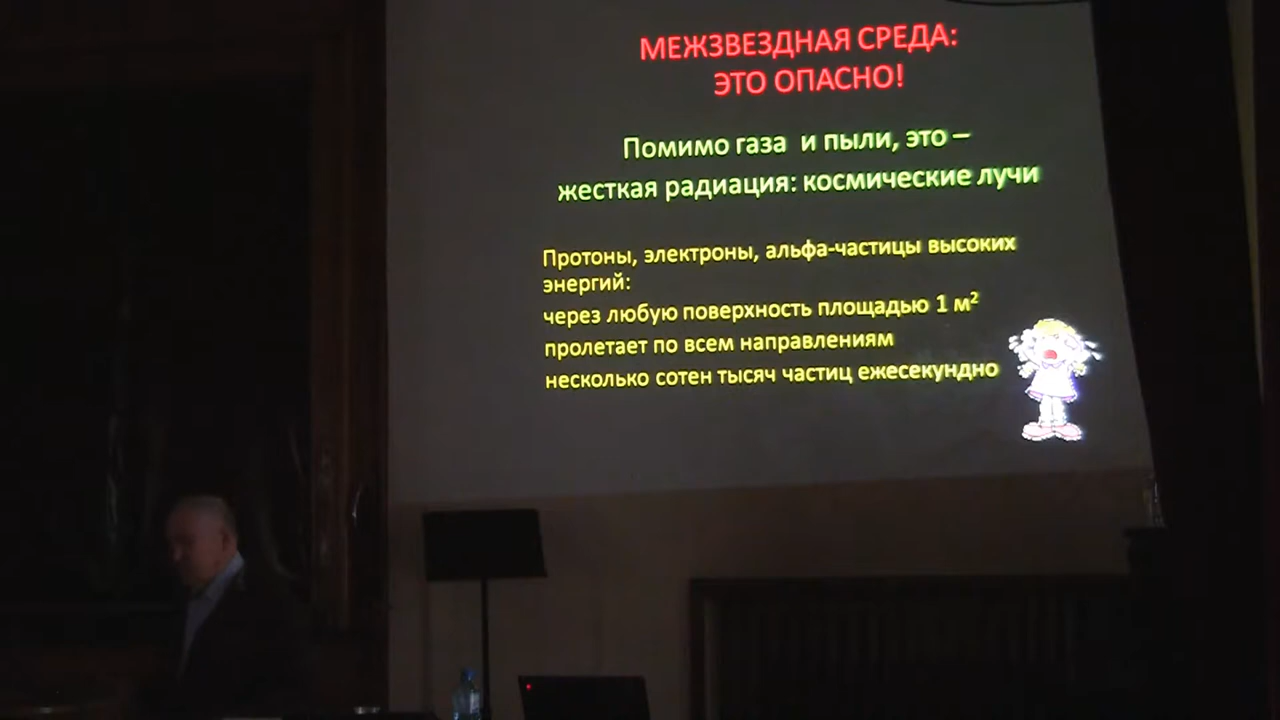 МЕЖЗВЕЗДНАЯ СРЕДА:
ЭТО ОПАСНО!
Помимо газа и пыли, это –
жесткая радиация: космические лучи
Протоны, электроны, альфа-частицы высоких
энергий:
через любую поверхность площадью 1 м²
пролетает по всем направлениям
несколько сотен тысяч частиц ежесекундно